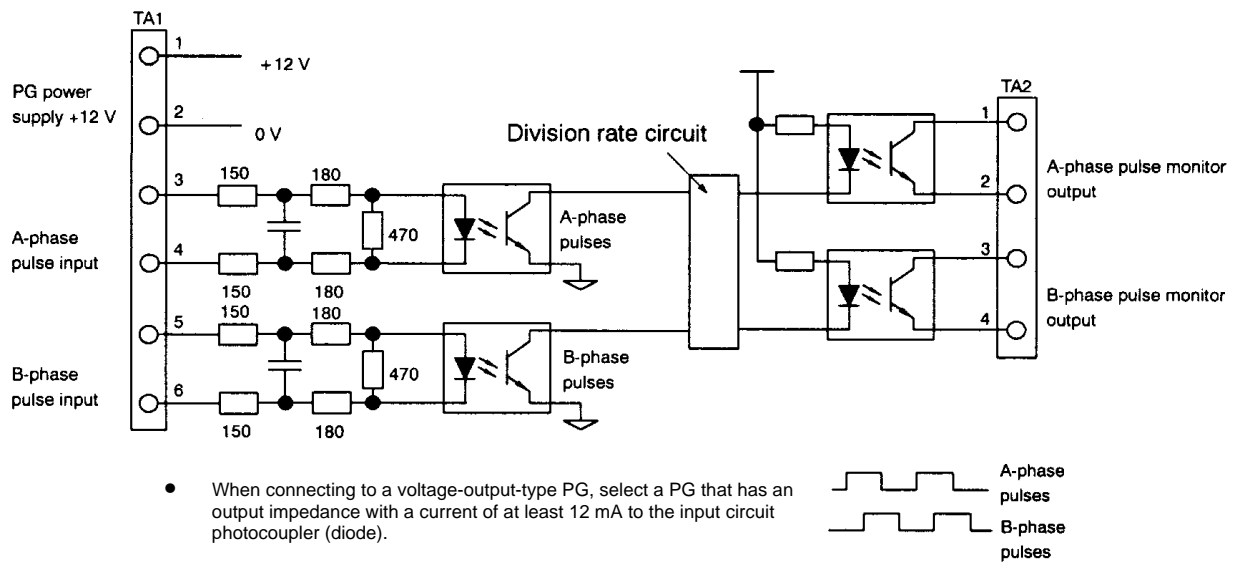 TA1
1
+12 V
PG power
supply +12 V
2
0 V
TA2
1
Division rate circuit
A-phase pulse monitor
output
2
150
180
3
470
A-phase
pulses
A-phase
pulse input
4
150
180
3
B-phase pulse monitor
output
4
150
180
5
470
B-phase
pulses
B-phase
pulse input
6
150
180
● When connecting to a voltage-output-type PG, select a PG that has an
output impedance with a current of at least 12 mA to the input circuit
photocoupler (diode).
A-phase
pulses
B-phase
pulses